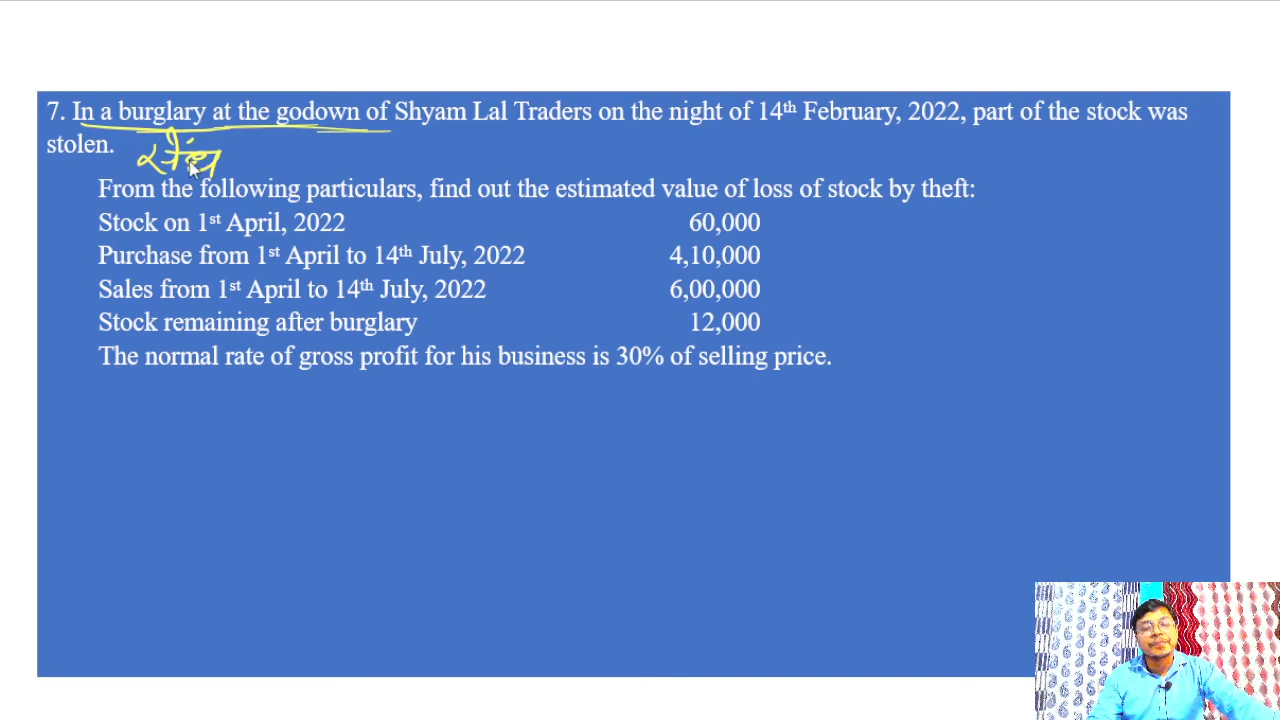 7. In a burglary at the godown of Shyam Lal Traders on the night of 14th February, 2022, part of the stock was
stolen.
सेंध
From the following particulars, find out the estimated value of loss of stock by theft:
Stock on 1st April, 2022 60,000
Purchase from 1st April to 14th July, 2022 4,10,000
Sales from 1st April to 14th July, 2022 6,00,000
Stock remaining after burglary 12,000
The normal rate of gross profit for his business is 30% of selling price.